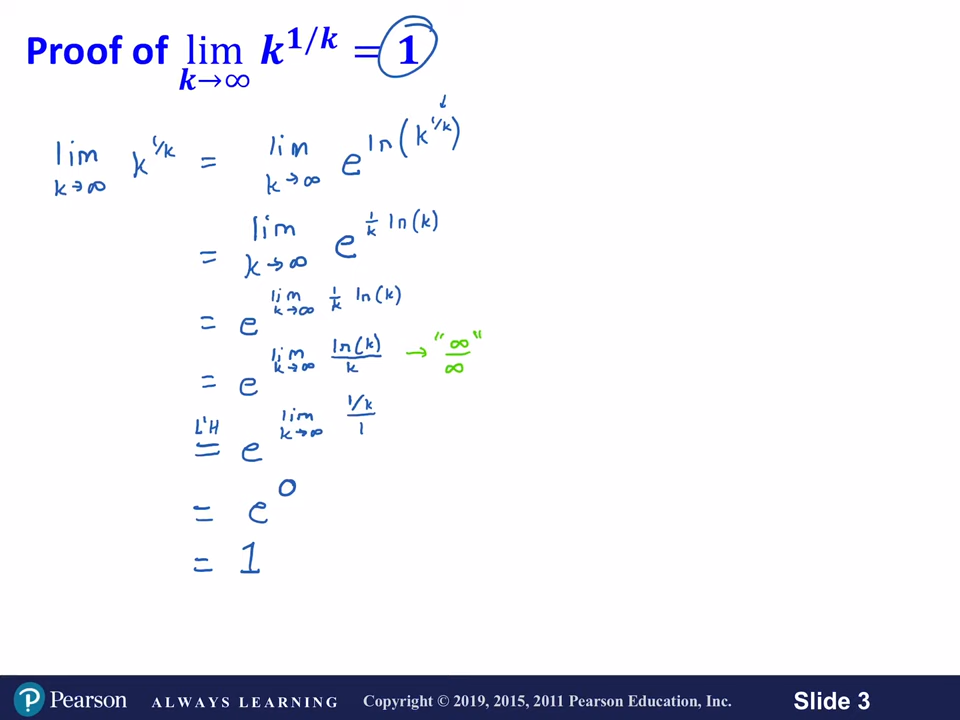 Proof of lim k→∞ k^{1/k} = 1
lim k→∞ k^{1/k} = lim k→∞ e^{ln(k^{1/k})}
= lim k→∞ e^{1/k ln(k)}
= e^{lim k→∞ 1/k ln(k)}
= e^{lim k→∞ ln(k)/k} → "∞/∞"
L'H = e^{lim k→∞ (1/k)/1}
= e^0
= 1
Pearson ALWAYS LEARNING Copyright © 2019, 2015, 2011 Pearson Education, Inc. Slide 3